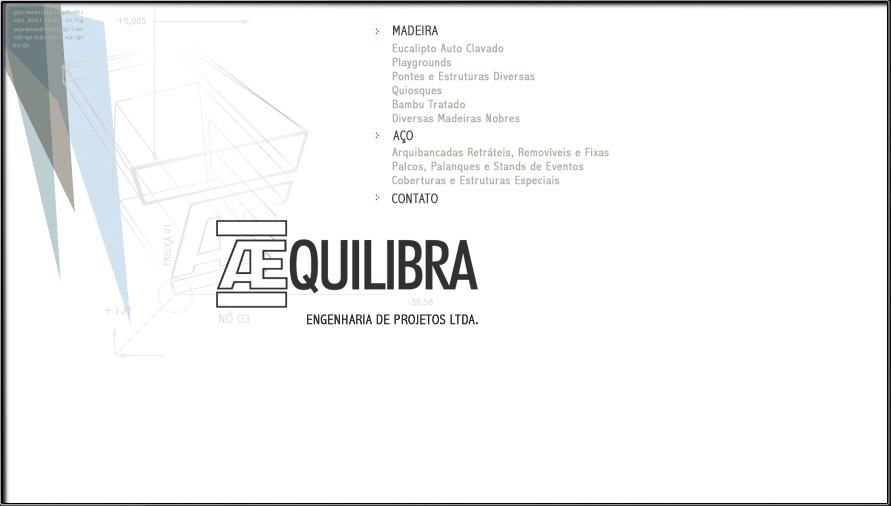 +0,005
MADEIRA
Eucalipto Auto Clavado
Playgrounds
Pontes e Estruturas Diversas
Quiosques
Bambu Tratado
Diversas Madeiras Nobres
AÇO
Arquibancadas Retráteis, Removíveis e Fixas
Palcos, Palanques e Stands de Eventos
Coberturas e Estruturas Especiais
CONTATO
TRELIÇA 01
ÆQUILIBRA
-30.58
+ 1.27
NÓ 03
ENGENHARIA DE PROJETOS LTDA.